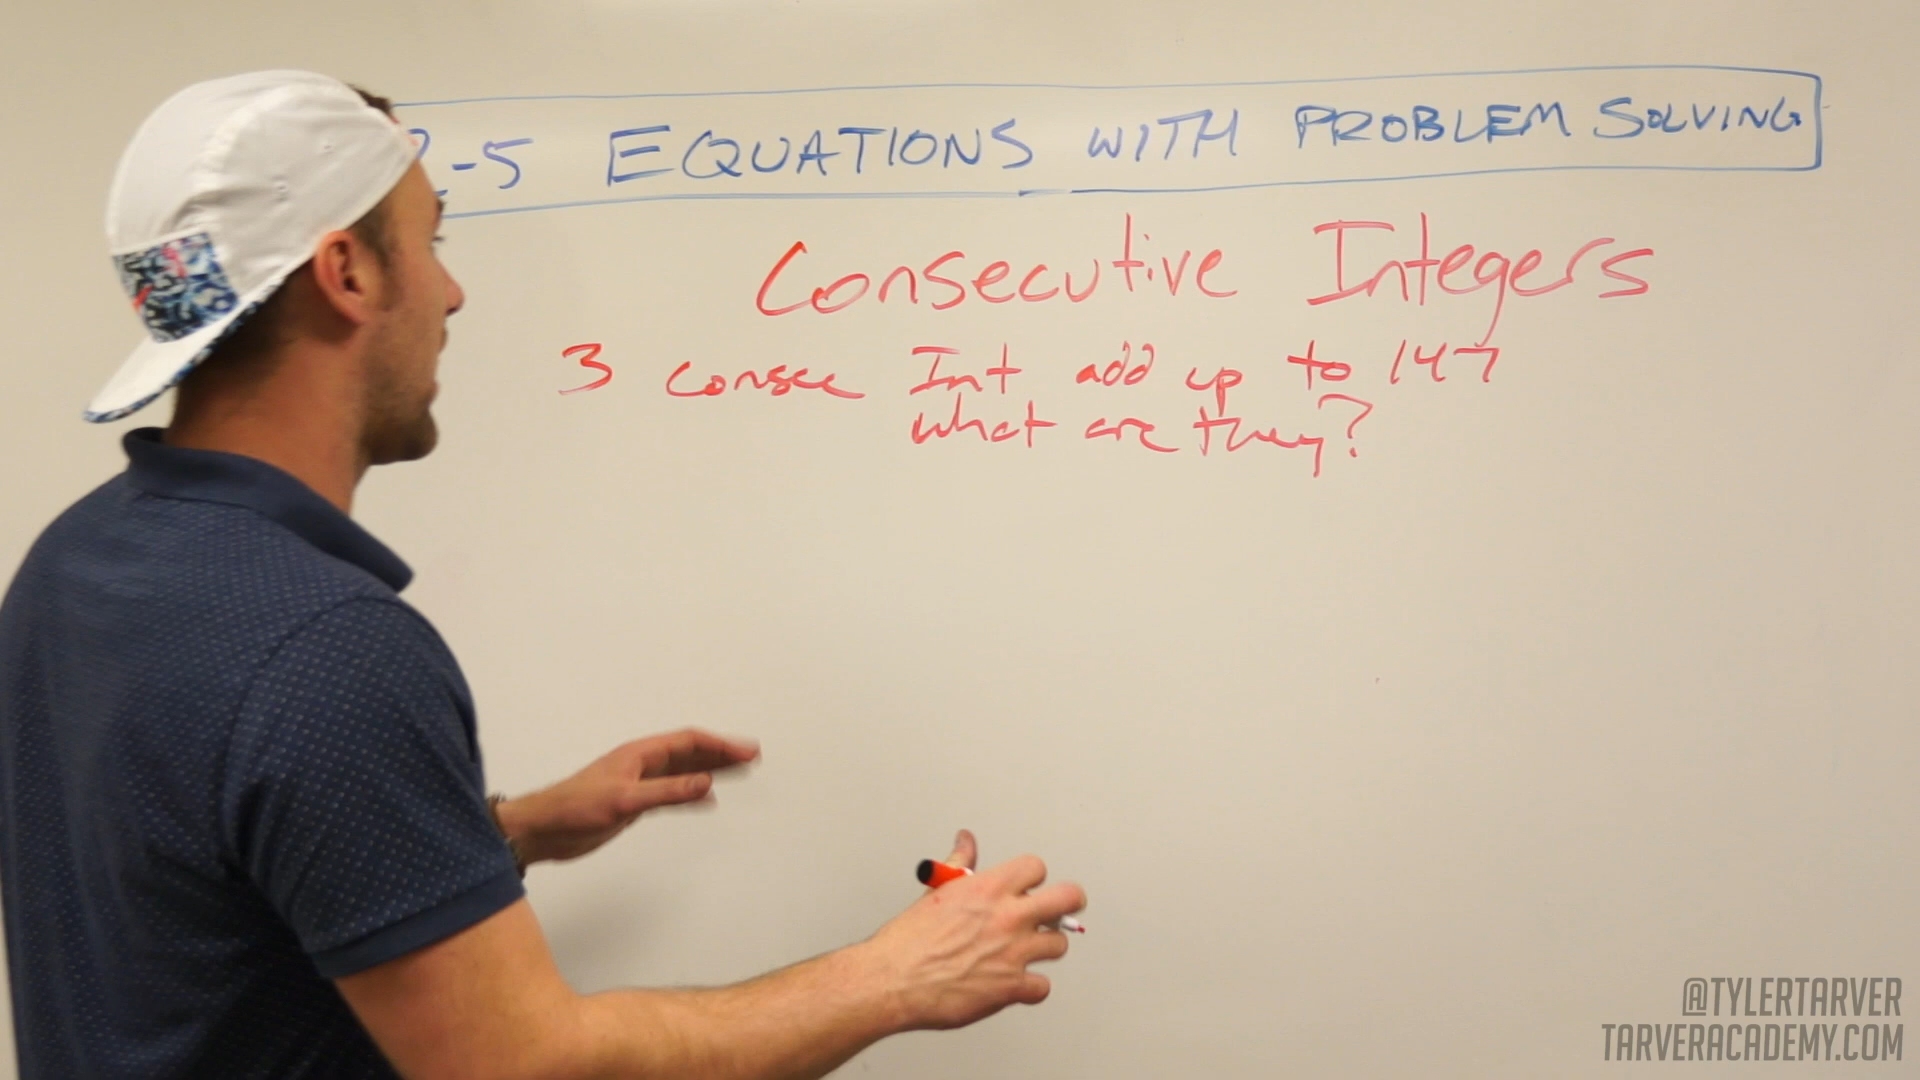 2-5 EQUATIONS WITH PROBLEM SOLVING
Consecutive Integers
3 consec Int add up to 147
what are they?
@TYLERTARVER
TARVERACADEMY.COM